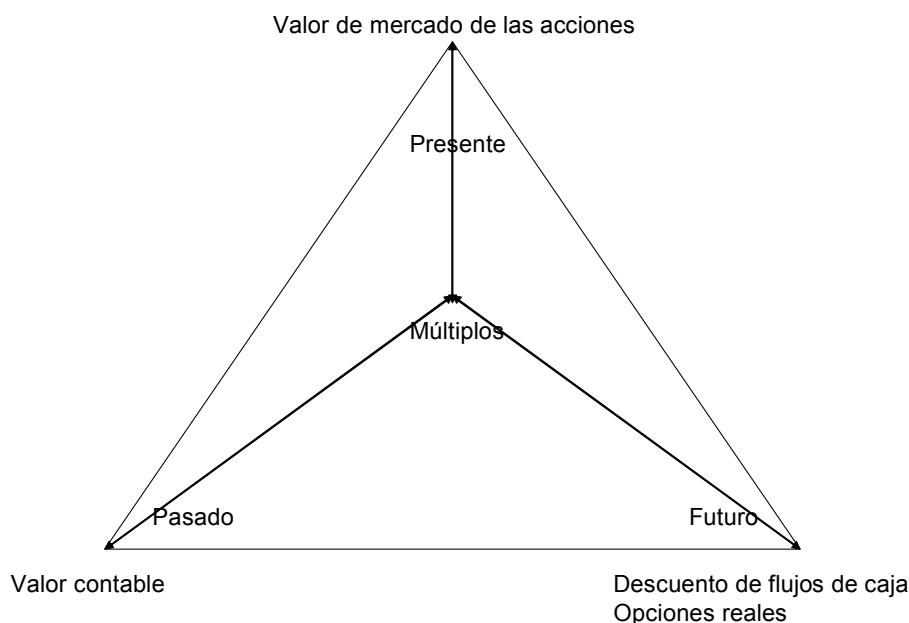 Valor de mercado de las acciones
Presente
Múltiplos
Pasado
Futuro
Valor contable
Descuento de flujos de caja
Opciones reales